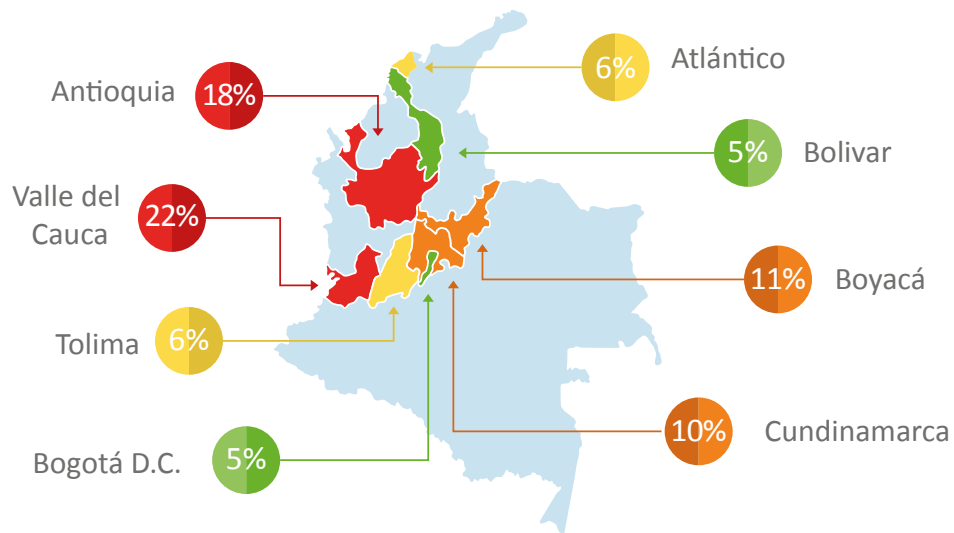 Antioquia
18%
Valle del
Cauca
22%
Tolima
6%
Bogotá D.C.
5%
6%
Atlántico
5%
Bolivar
11%
Boyacá
10%
Cundinamarca